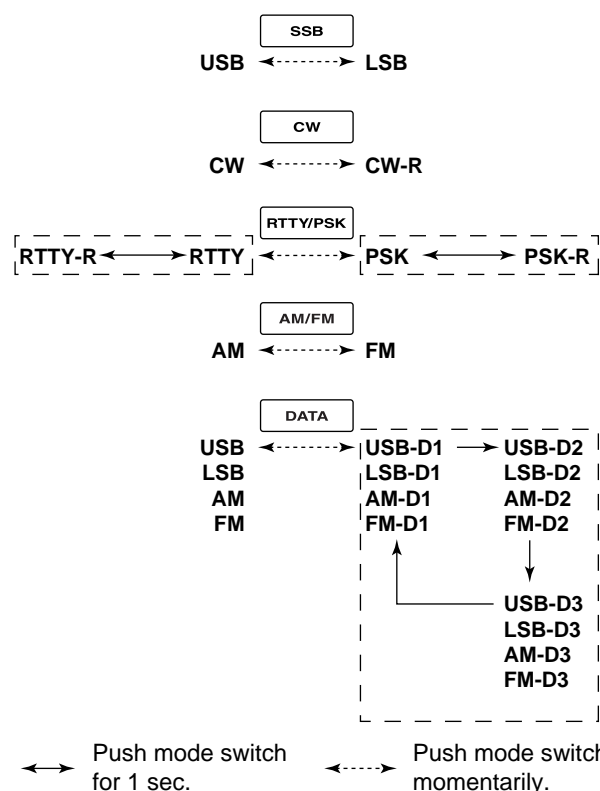 SSB
USB LSB
CW
CW CW-R
RTTY/PSK
RTTY-R RTTY PSK PSK-R
AM/FM
AM FM
DATA
USB USB-D1 USB-D2
LSB LSB-D1 LSB-D2
AM AM-D1 AM-D2
FM FM-D1 FM-D2
USB-D3
LSB-D3
AM-D3
FM-D3
Push mode switch
for 1 sec.
Push mode switch
momentarily.